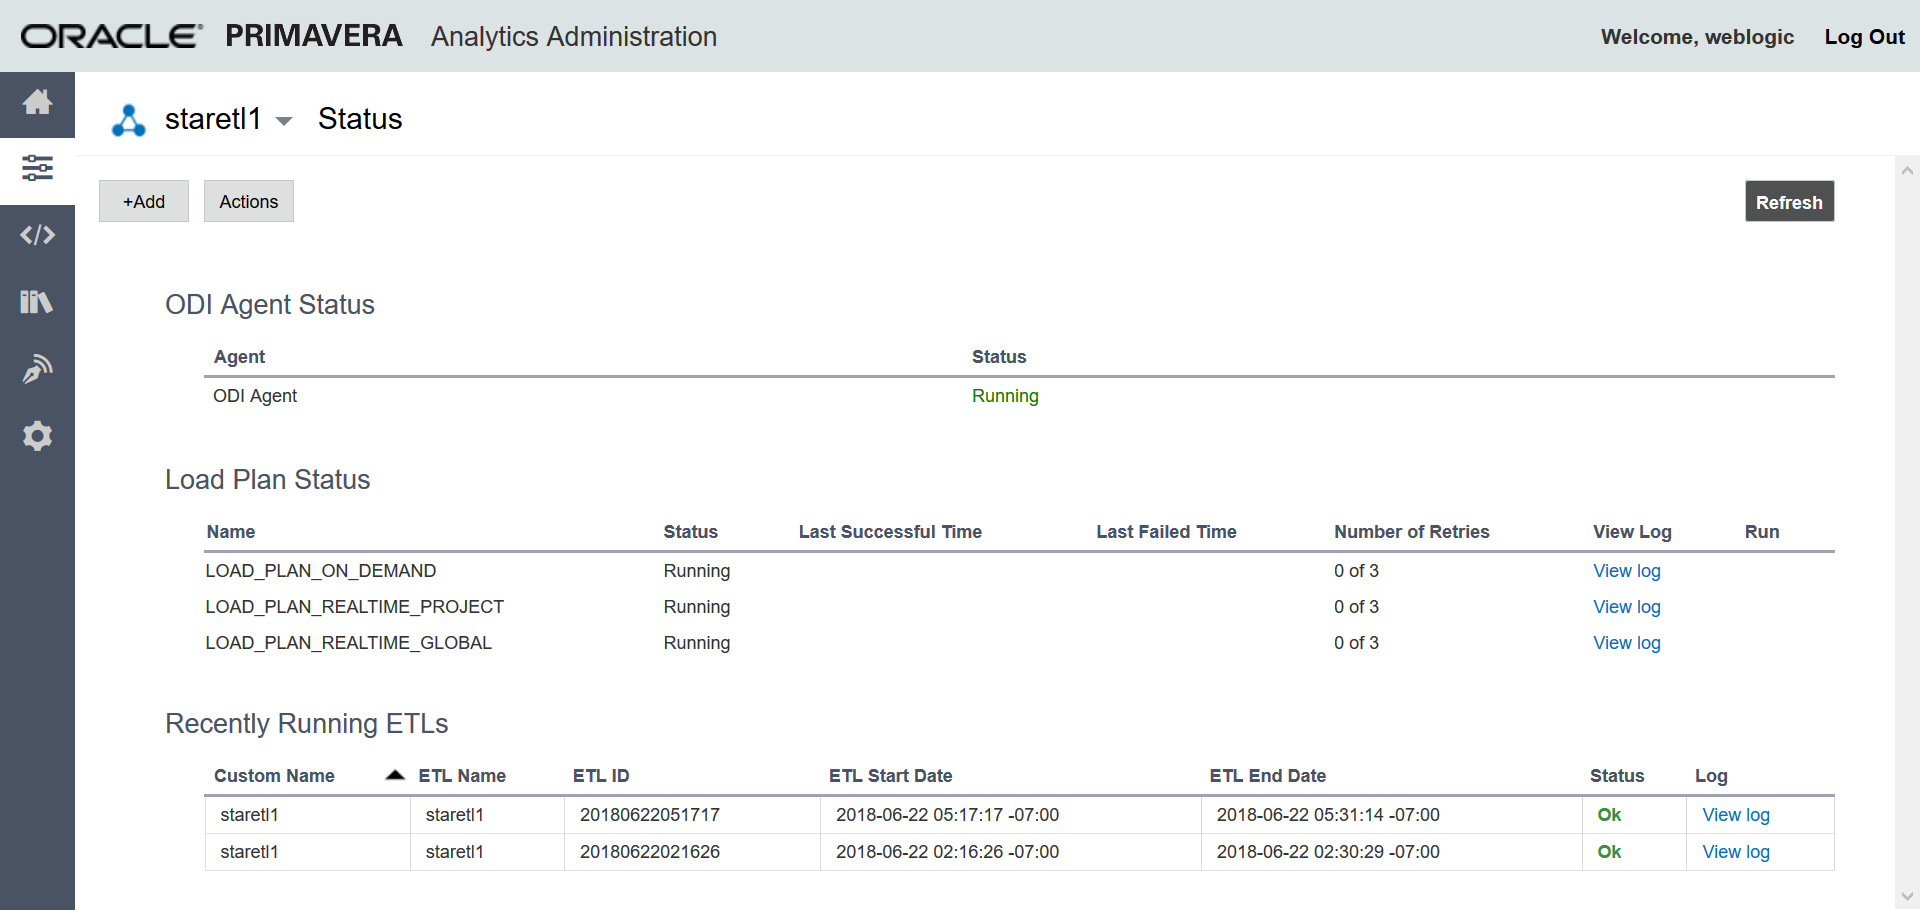 ORACLE® PRIMAVERA Analytics Administration Welcome, weblogic Log Out
staretl1 Status
+Add Actions Refresh
ODI Agent Status
Agent Status
ODI Agent Running
Load Plan Status
Name Status Last Successful Time Last Failed Time Number of Retries View Log Run
LOAD_PLAN_ON_DEMAND Running 0 of 3 View log
LOAD_PLAN_REALTIME_PROJECT Running 0 of 3 View log
LOAD_PLAN_REALTIME_GLOBAL Running 0 of 3 View log
Recently Running ETLs
Custom Name ETL Name ETL ID ETL Start Date ETL End Date Status Log
staretl1 staretl1 20180622051717 2018-06-22 05:17:17 -07:00 2018-06-22 05:31:14 -07:00 Ok View log
staretl1 staretl1 20180622021626 2018-06-22 02:16:26 -07:00 2018-06-22 02:30:29 -07:00 Ok View log